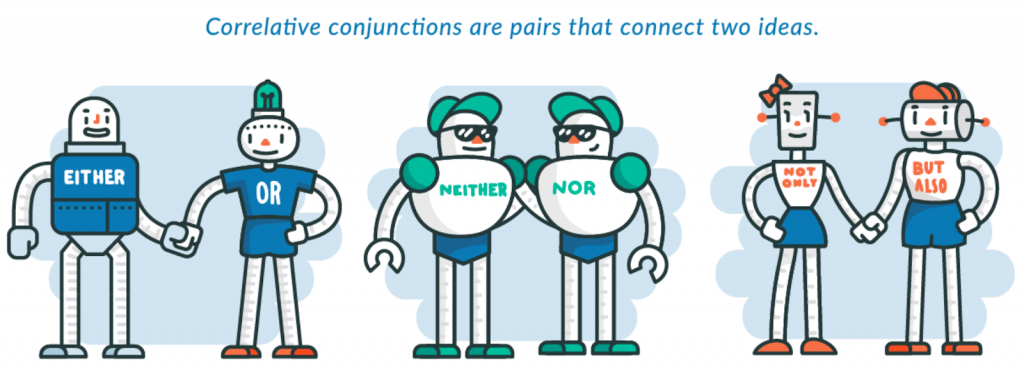 Correlative conjunctions are pairs that connect two ideas.
EITHER
OR
NEITHER
NOR
NOT
ONLY
BUT
ALSO